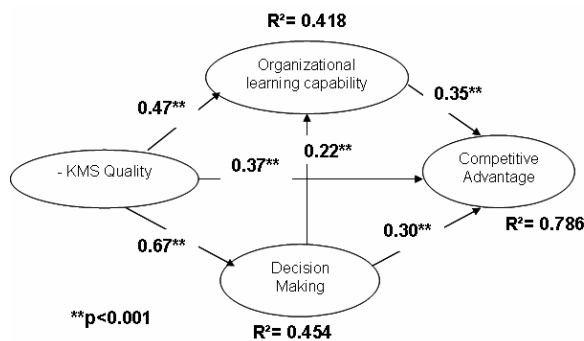 R²= 0.418
Organizational
learning capability
0.47**
0.35**
0.37**
0.22**
- KMS Quality
Competitive
Advantage
0.67**
0.30**
R²= 0.786
Decision
Making
**p<0.001
R²= 0.454